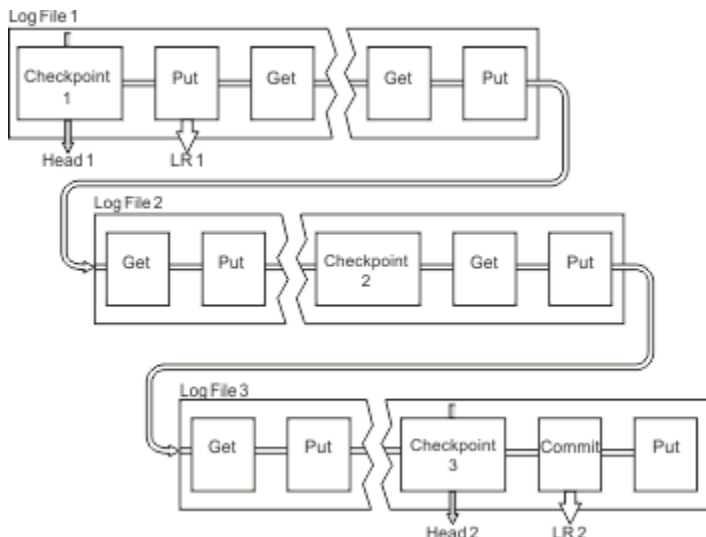 Log File 1
Checkpoint
1
Put
Get
Get
Put
Head 1
LR 1
Log File 2
Get
Put
Checkpoint
2
Get
Put
Log File 3
Get
Put
Checkpoint
3
Commit
Put
Head 2
LR 2